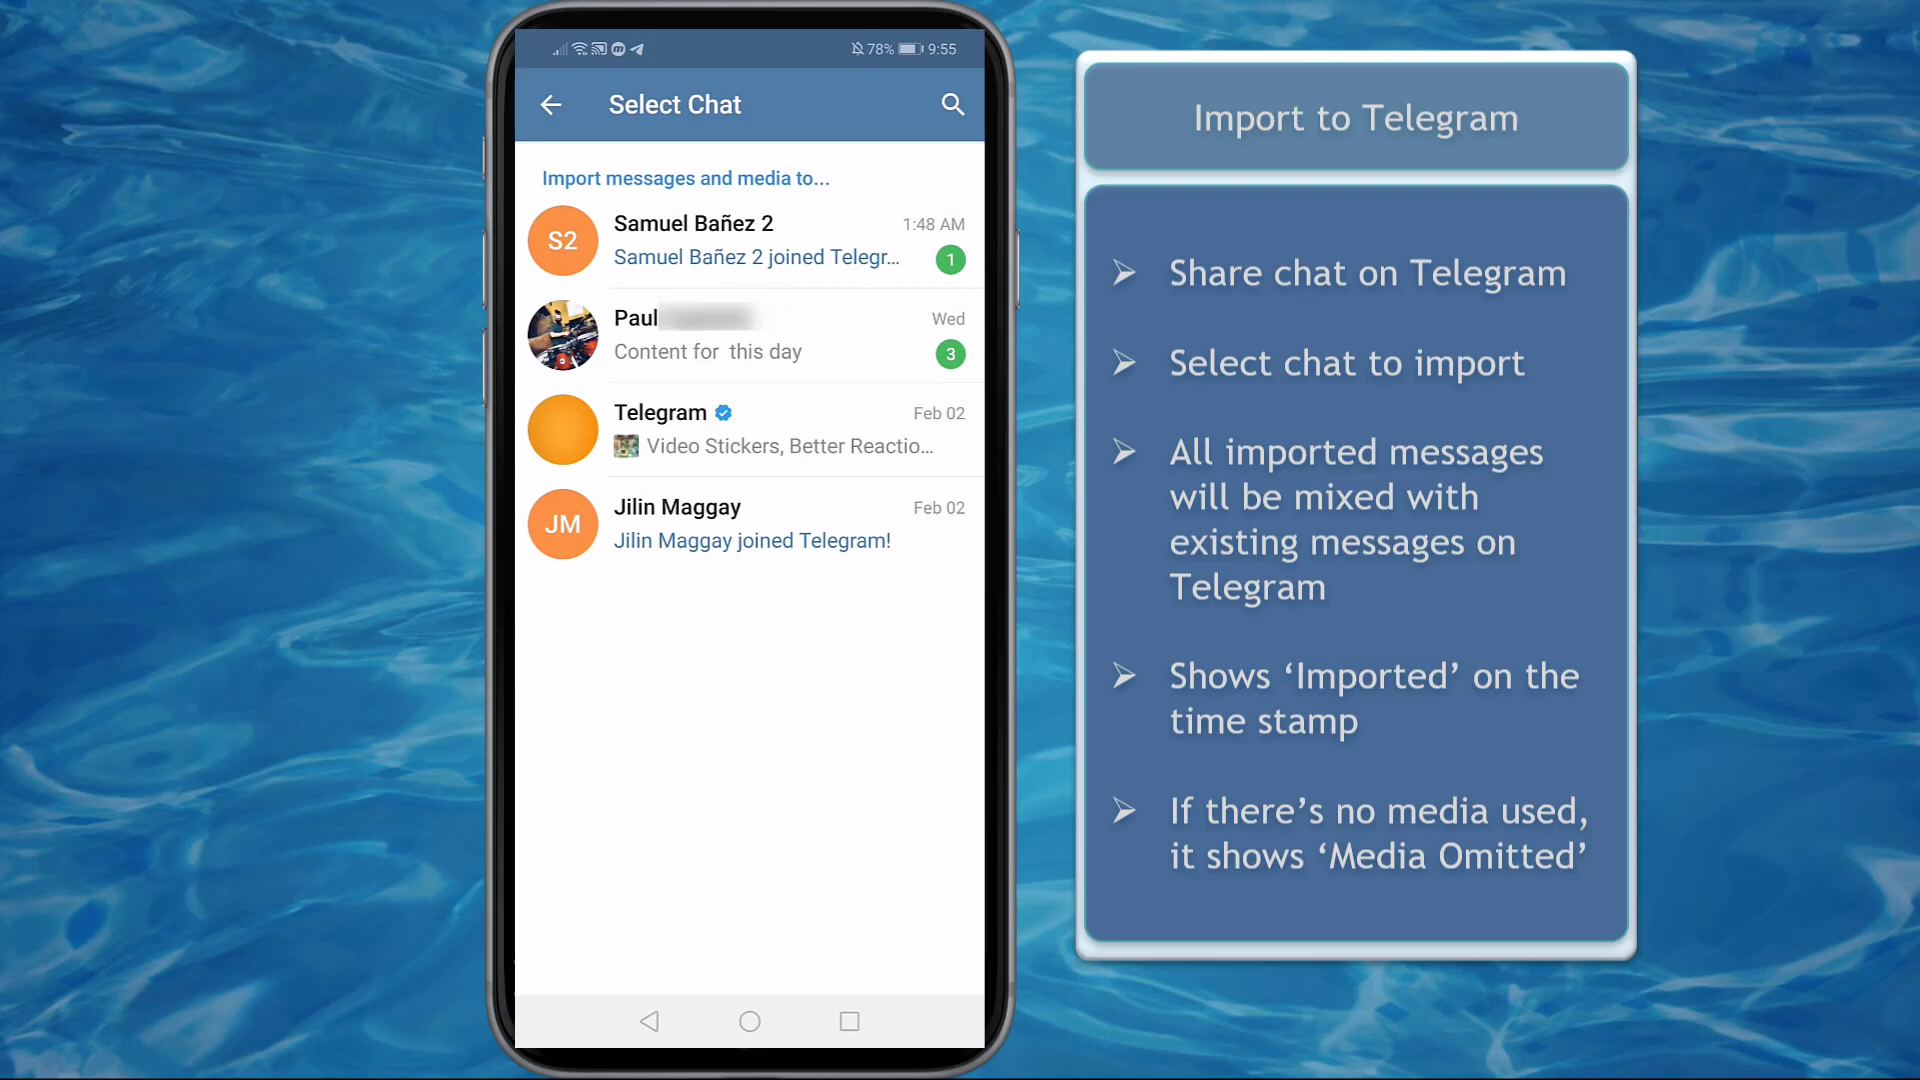 78% 9:55
Select Chat
Import messages and media to...
S2
Samuel Bañez 2
1:48 AM
Samuel Bañez 2 joined Telegr...
1
Paul
Wed
Content for this day
3
Telegram
Feb 02
Video Stickers, Better Reactio...
JM
Jilin Maggay
Feb 02
Jilin Maggay joined Telegram!
Import to Telegram
➢ Share chat on Telegram
➢ Select chat to import
➢ All imported messages
will be mixed with
existing messages on
Telegram
➢ Shows ‘Imported’ on the
time stamp
➢ If there’s no media used,
it shows ‘Media Omitted’